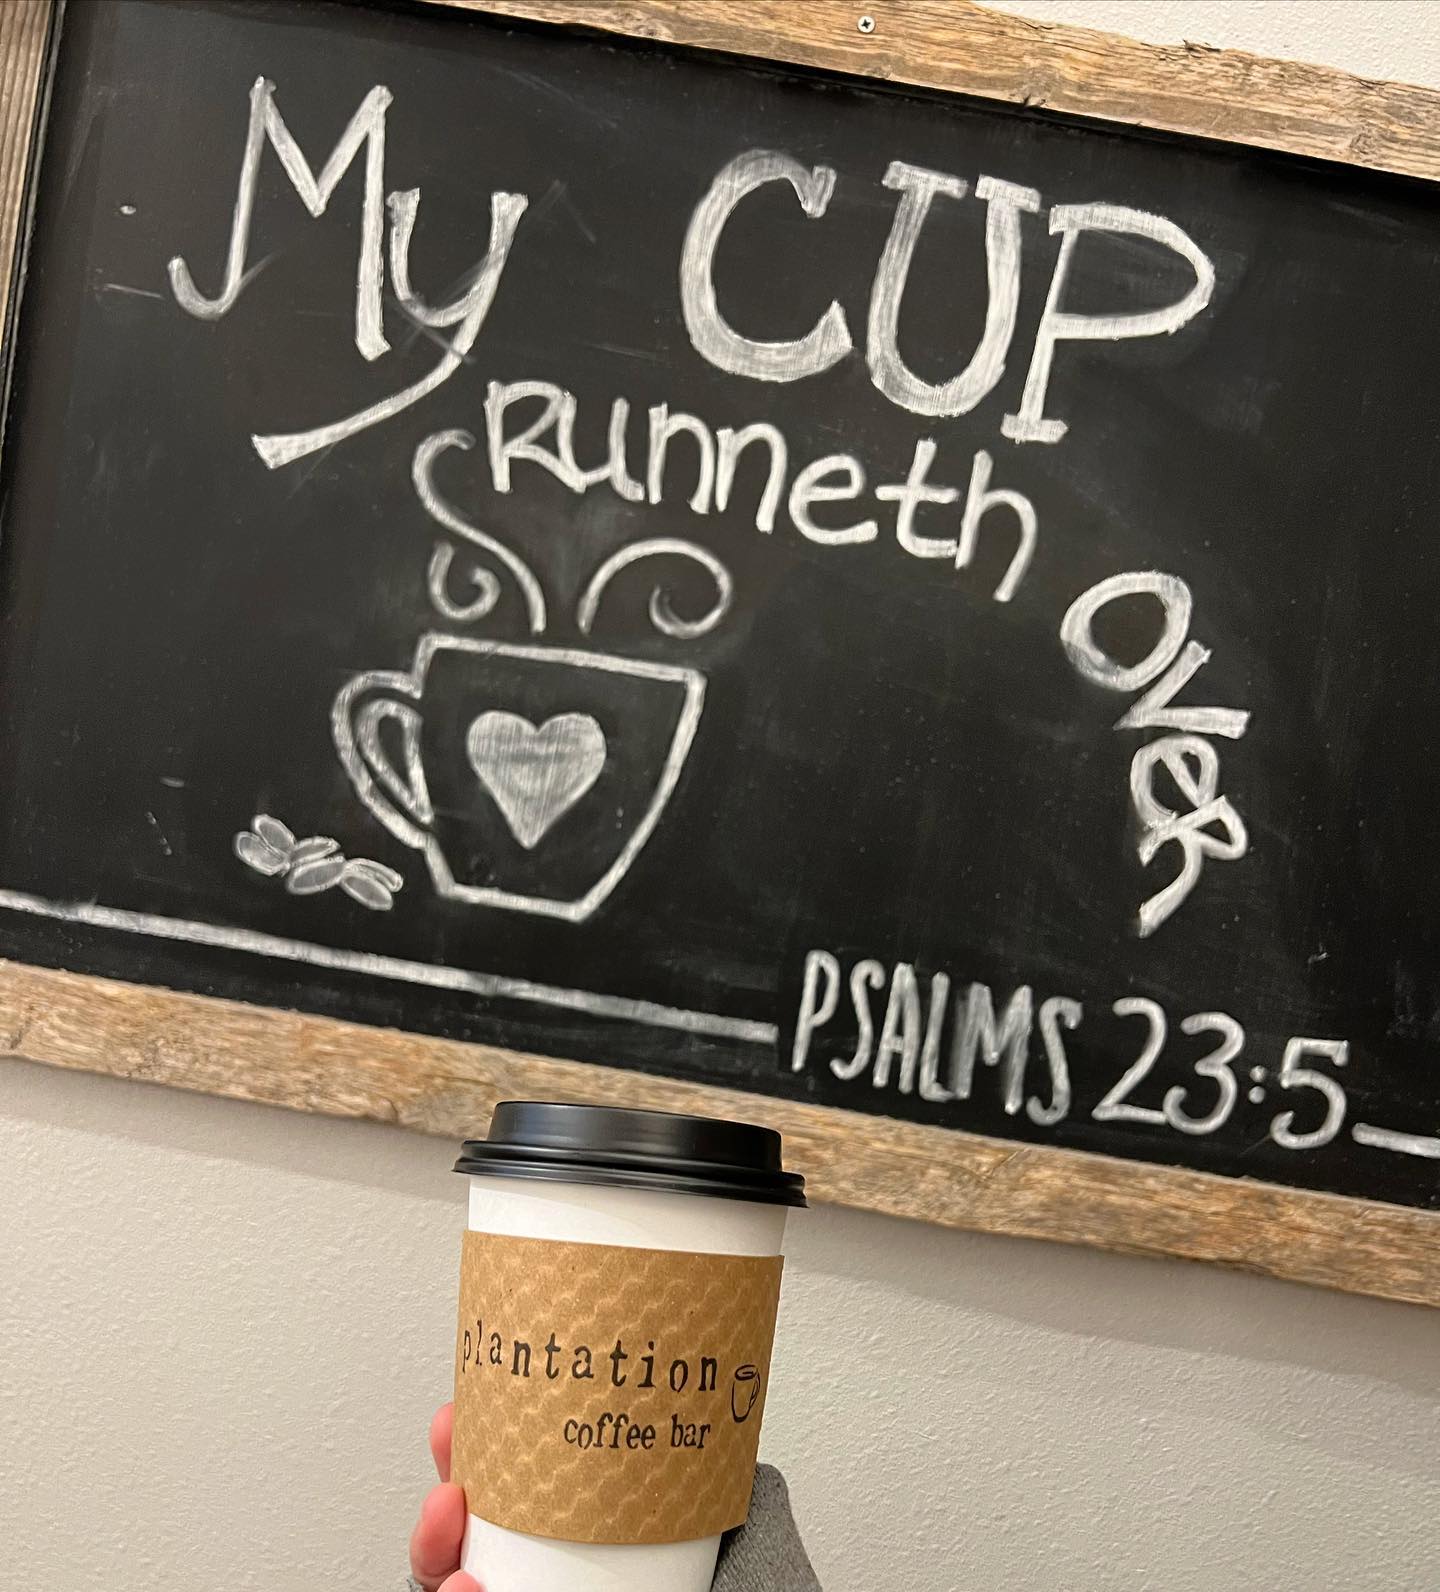 My CUP
Runneth
Over
PSALMS 23:5
plantation
coffee bar